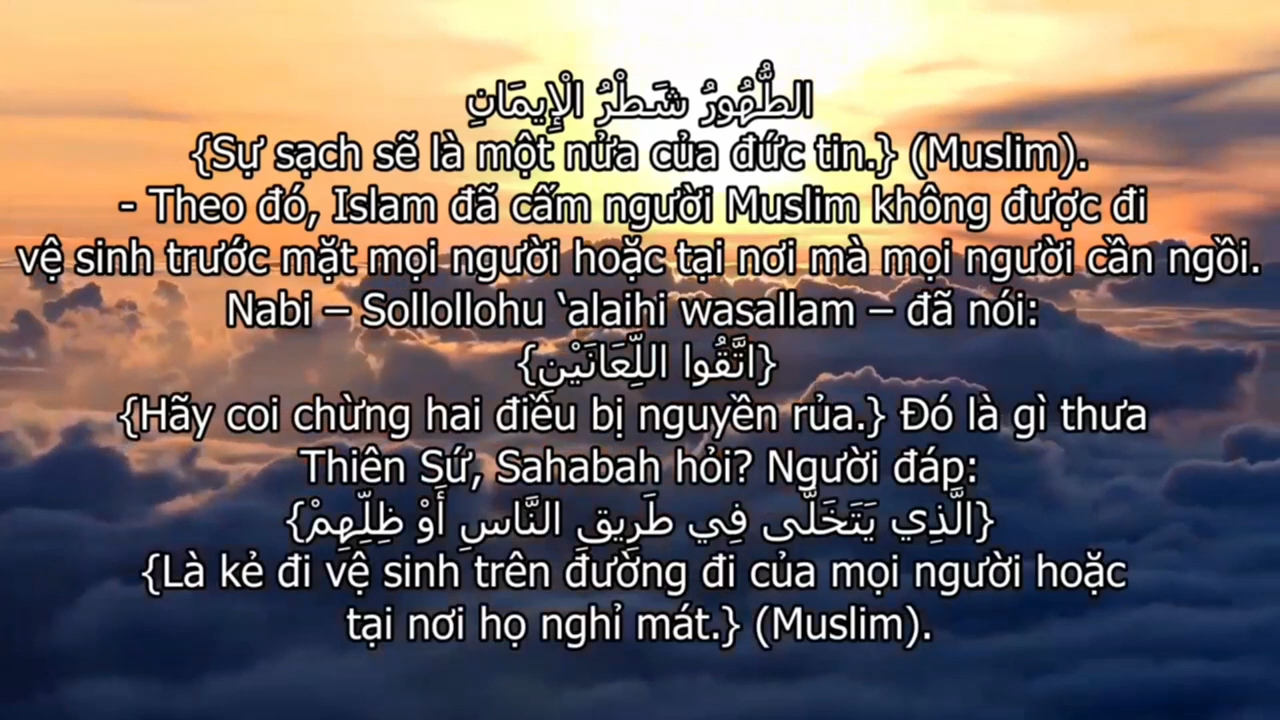 الطُّهُورُ شَطْرُ الْإِيمَانِ
{Sự sạch sẽ là một nửa của đức tin.} (Muslim).
- Theo đó, Islam đã cấm người Muslim không được đi
vệ sinh trước mặt mọi người hoặc tại nơi mà mọi người cần ngồi.
Nabi – Sollollohu ‘alaihi wasallam – đã nói:
{اتَّقُوا اللِّعَانَيْنِ}
{Hãy coi chừng hai điều bị nguyền rủa.} Đó là gì thưa
Thiên Sứ, Sahabah hỏi? Người đáp:
{الَّذِي يَتَخَلَّى فِي طَرِيقِ النَّاسِ أَوْ ظِلِّهِمْ}
{Là kẻ đi vệ sinh trên đường đi của mọi người hoặc
tại nơi họ nghỉ mát.} (Muslim).